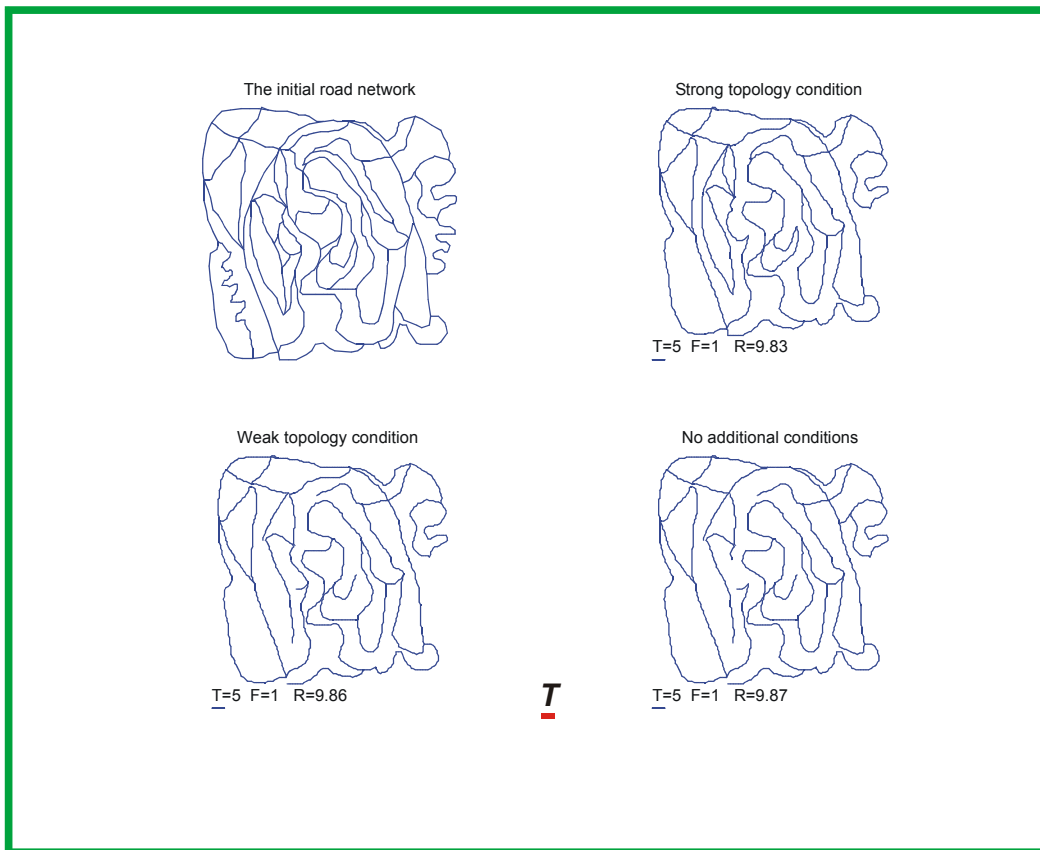 The initial road network
Strong topology condition
T=5 F=1 R=9.83
Weak topology condition
No additional conditions
T=5 F=1 R=9.86
T
T=5 F=1 R=9.87